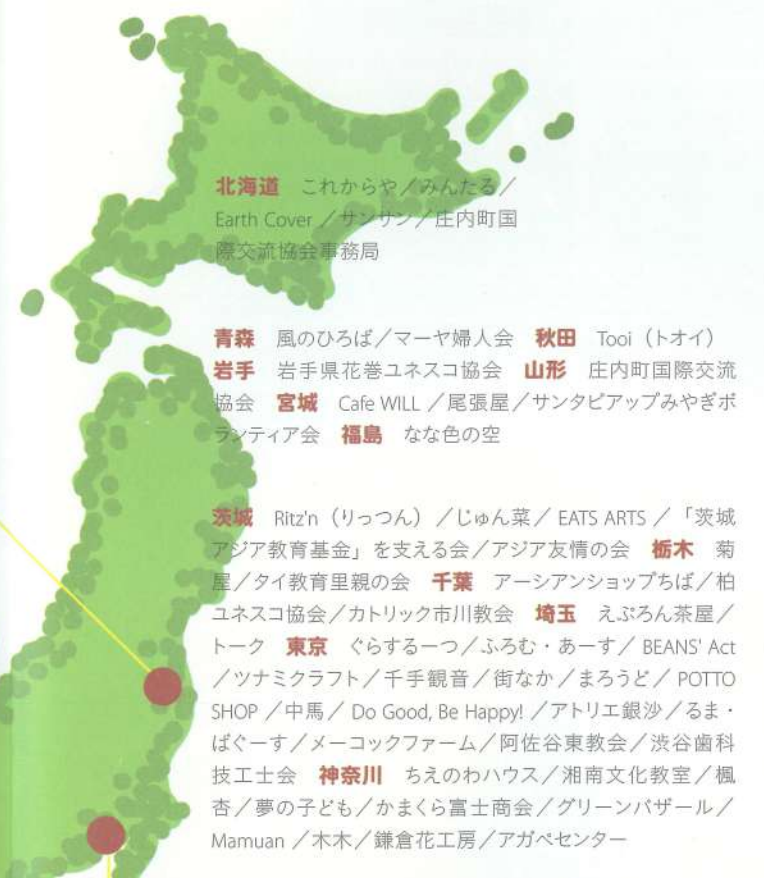 北海道　これからや／みんたる／
Earth Cover ／サンサン／庄内町国
際交流協会事務局
青森　風のひろば／マーヤ婦人会　秋田　Tooi（トオイ）
岩手　岩手県花巻ユネスコ協会　山形　庄内町国際交流
協会　宮城　Cafe WILL ／尾張屋／サンタピアップみやぎボ
ランティア会　福島　なな色の空
茨城　Ritz'n（りっつん）／じゅん菜／ EATS ARTS ／「茨城
アジア教育基金」を支える会／アジア友情の会　栃木　菊
屋／タイ教育里親の会　千葉　アーシアンショップちば／柏
ユネスコ協会／カトリック市川教会　埼玉　えぷろん茶屋／
トーク　東京　ぐらするーつ／ふろむ・あーす／ BEANS' Act
／ツナミクラフト／千手観音／街なか／まろうど／ POTTO
SHOP ／中馬／ Do Good, Be Happy! ／アトリエ銀沙／るま・
ばぐーす／メーコックファーム／阿佐谷東教会／渋谷歯科
技工士会　神奈川　ちえのわハウス／湘南文化教室／楓
杏／夢の子ども／かまくら富士商会／グリーンバザール／
Mamuan ／木木／鎌倉花工房／アガペセンター